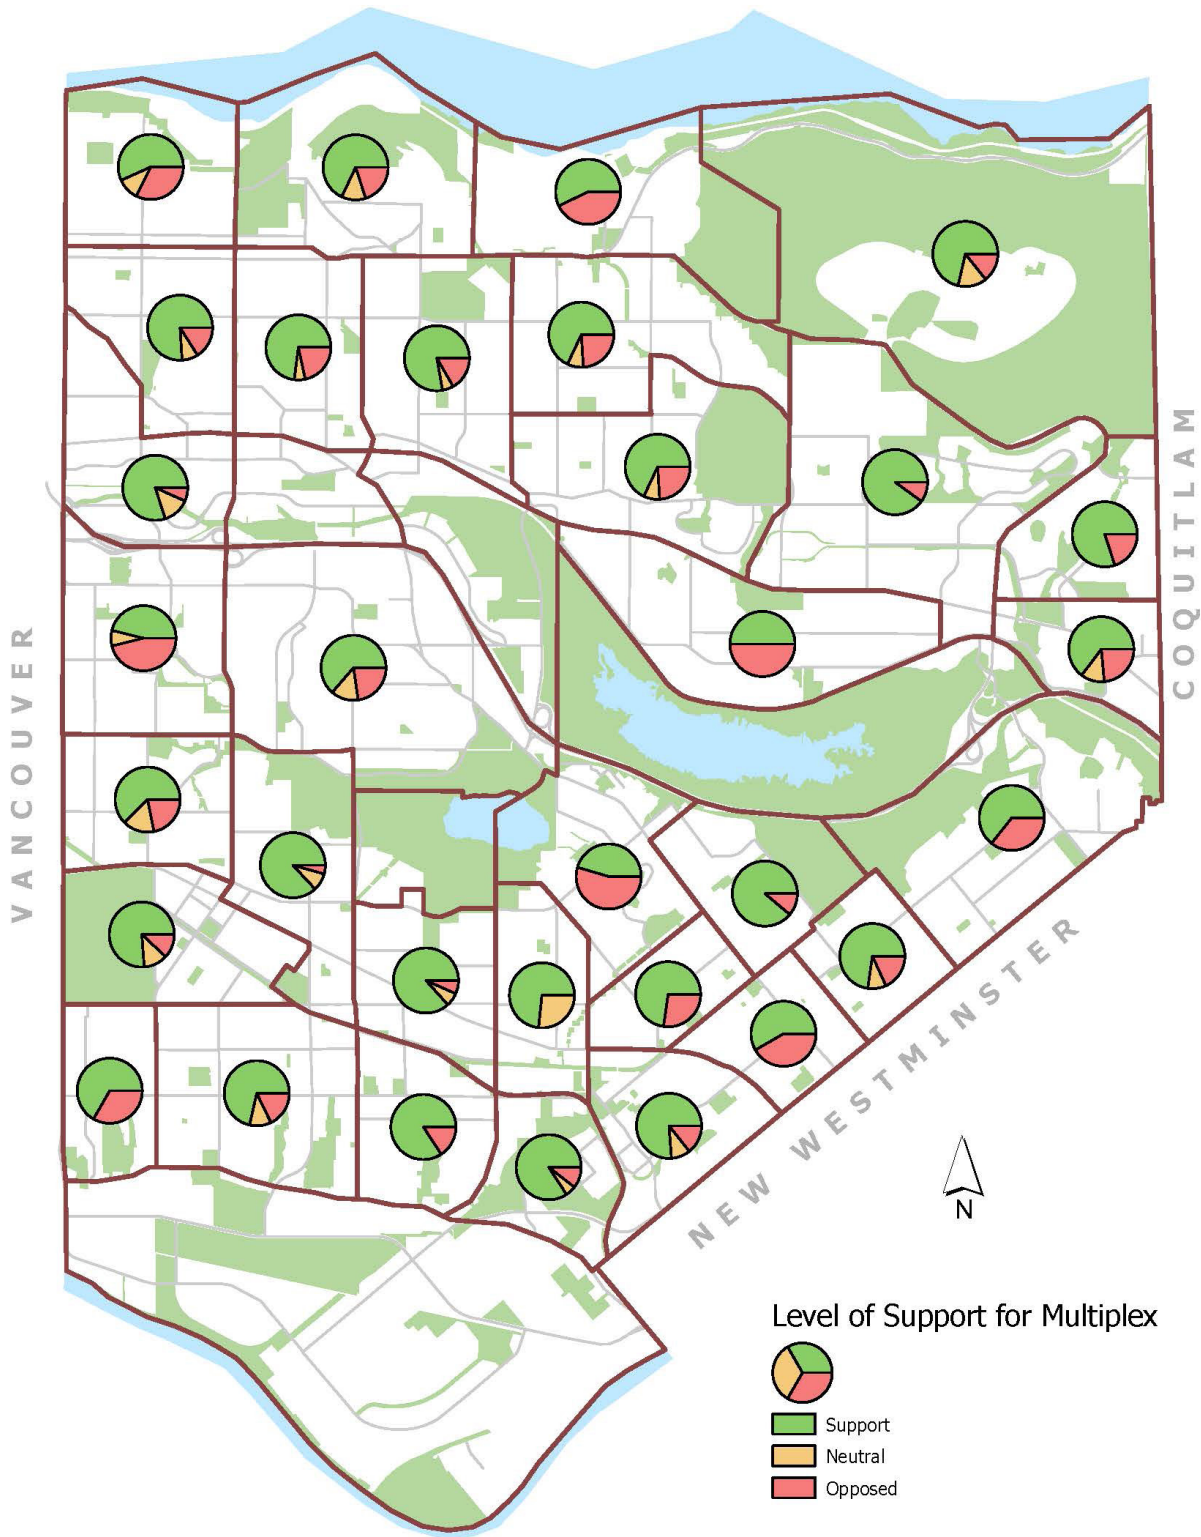 COQUITLAM
VANCOUVER
NEW WESTMINSTER
N
Level of Support for Multiplex
Support
Neutral
Opposed